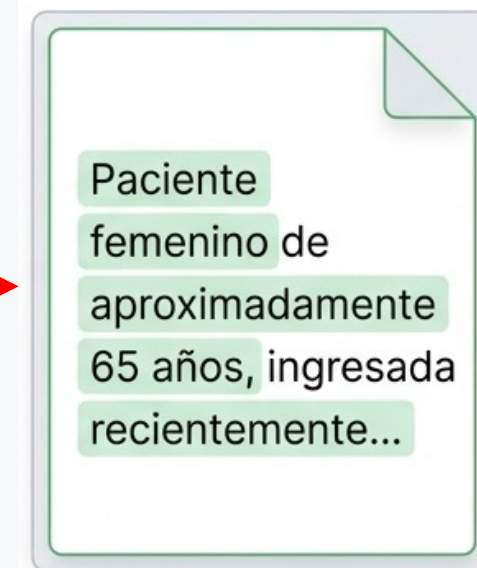 Paciente
femenino de
aproximadamente
65 años, ingresada
recientemente...